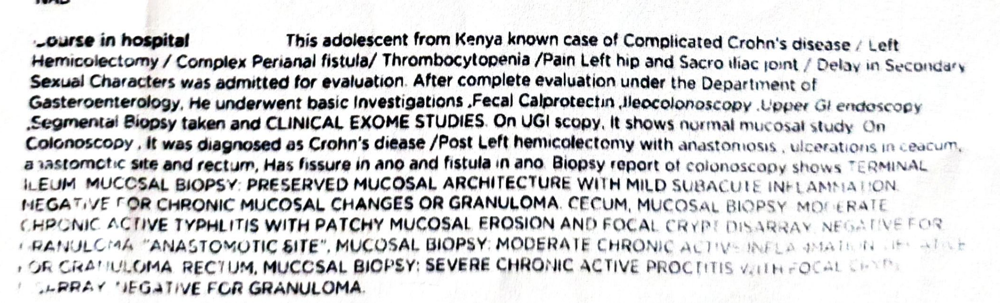 Course in hospital This adolescent from Kenya known case of Complicated Crohn's disease / Left
Hemicolectomy / Complex Perianal fistula/ Thrombocytopenia /Pain Left hip and Sacro iliac joint / Delay in Secondary
Sexual Characters was admitted for evaluation. After complete evaluation under the Department of
Gasteroenterology, He underwent basic Investigations ,Fecal Calprotectin ,Ileocolonoscopy ,Upper GI endoscopy
,Segmental Biopsy taken and CLINICAL EXOME STUDIES. On UGI scopy, It shows normal mucosal study On
Colonoscopy , It was diagnosed as Crohn's diease /Post Left hemicolectomy with anastomosis , ulcerations in ceacum,
anastomotic site and rectum, Has fissure in ano and fistula in ano. Biopsy report of colonoscopy shows TERMINAL
ILEUM MUCOSAL BIOPSY: PRESERVED MUCOSAL ARCHITECTURE WITH MILD SUBACUTE INFLAMMATION.
NEGATIVE FOR CHRONIC MUCOSAL CHANGES OR GRANULOMA. CECUM, MUCOSAL BIOPSY MODERATE
CHRONIC ACTIVE TYPHLITIS WITH PATCHY MUCOSAL EROSION AND FOCAL CRYPT DISARRAY. NEGATIVE FOR
GRANULOMA "ANASTOMOTIC SITE", MUCOSAL BIOPSY: MODERATE CHRONIC ACTIVE INFLAMMATION NEGATIVE
FOR GRANULOMA RECTUM, MUCOSAL BIOPSY: SEVERE CHRONIC ACTIVE PROCTITIS WITH FOCAL CRYPT
DISARRAY NEGATIVE FOR GRANULOMA.